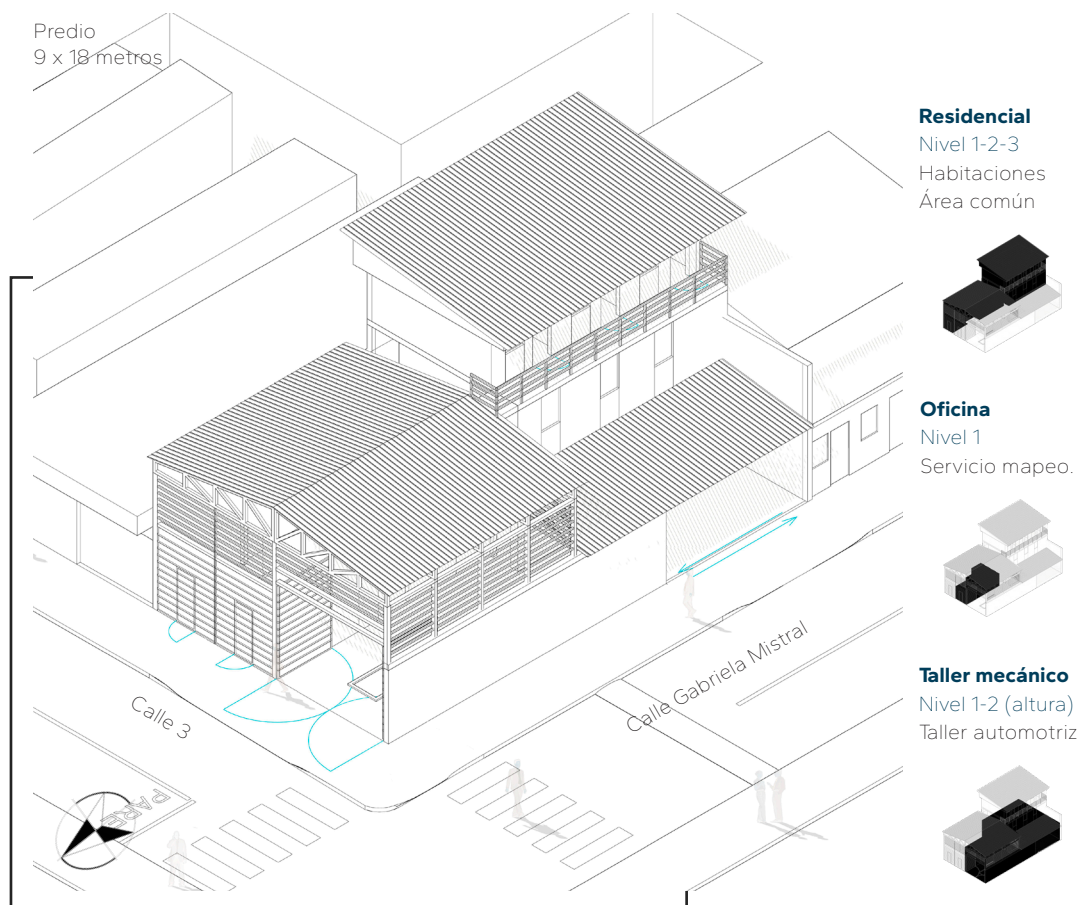 Predio
9 x 18 metros
Residencial
Nivel 1-2-3
Habitaciones
Área común
Oficina
Nivel 1
Servicio mapeo.
Taller mecánico
Nivel 1-2 (altura)
Taller automotriz
Calle Gabriela Mistral
Calle 3
PARE